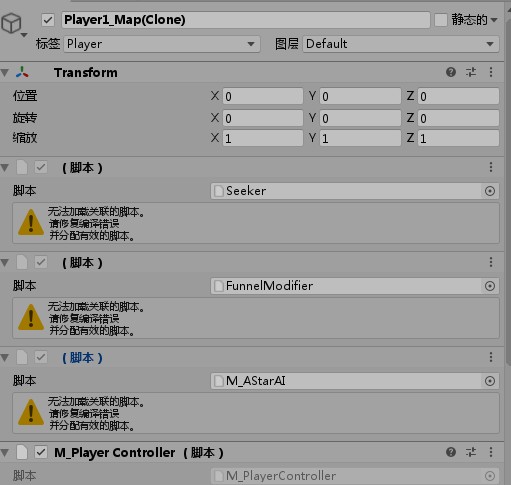 Player1_Map(Clone) 静态的
标签 Player 图层 Default
Transform
位置 X 0 Y 0 Z 0
旋转 X 0 Y 0 Z 0
缩放 X 1 Y 1 Z 1
（脚本）
脚本 Seeker
无法加载关联的脚本。
请修复编译错误
并分配有效的脚本。
（脚本）
脚本 FunnelModifier
无法加载关联的脚本。
请修复编译错误
并分配有效的脚本。
（脚本）
脚本 M_AStarAI
无法加载关联的脚本。
请修复编译错误
并分配有效的脚本。
M_Player Controller （脚本）
脚本 M_PlayerController